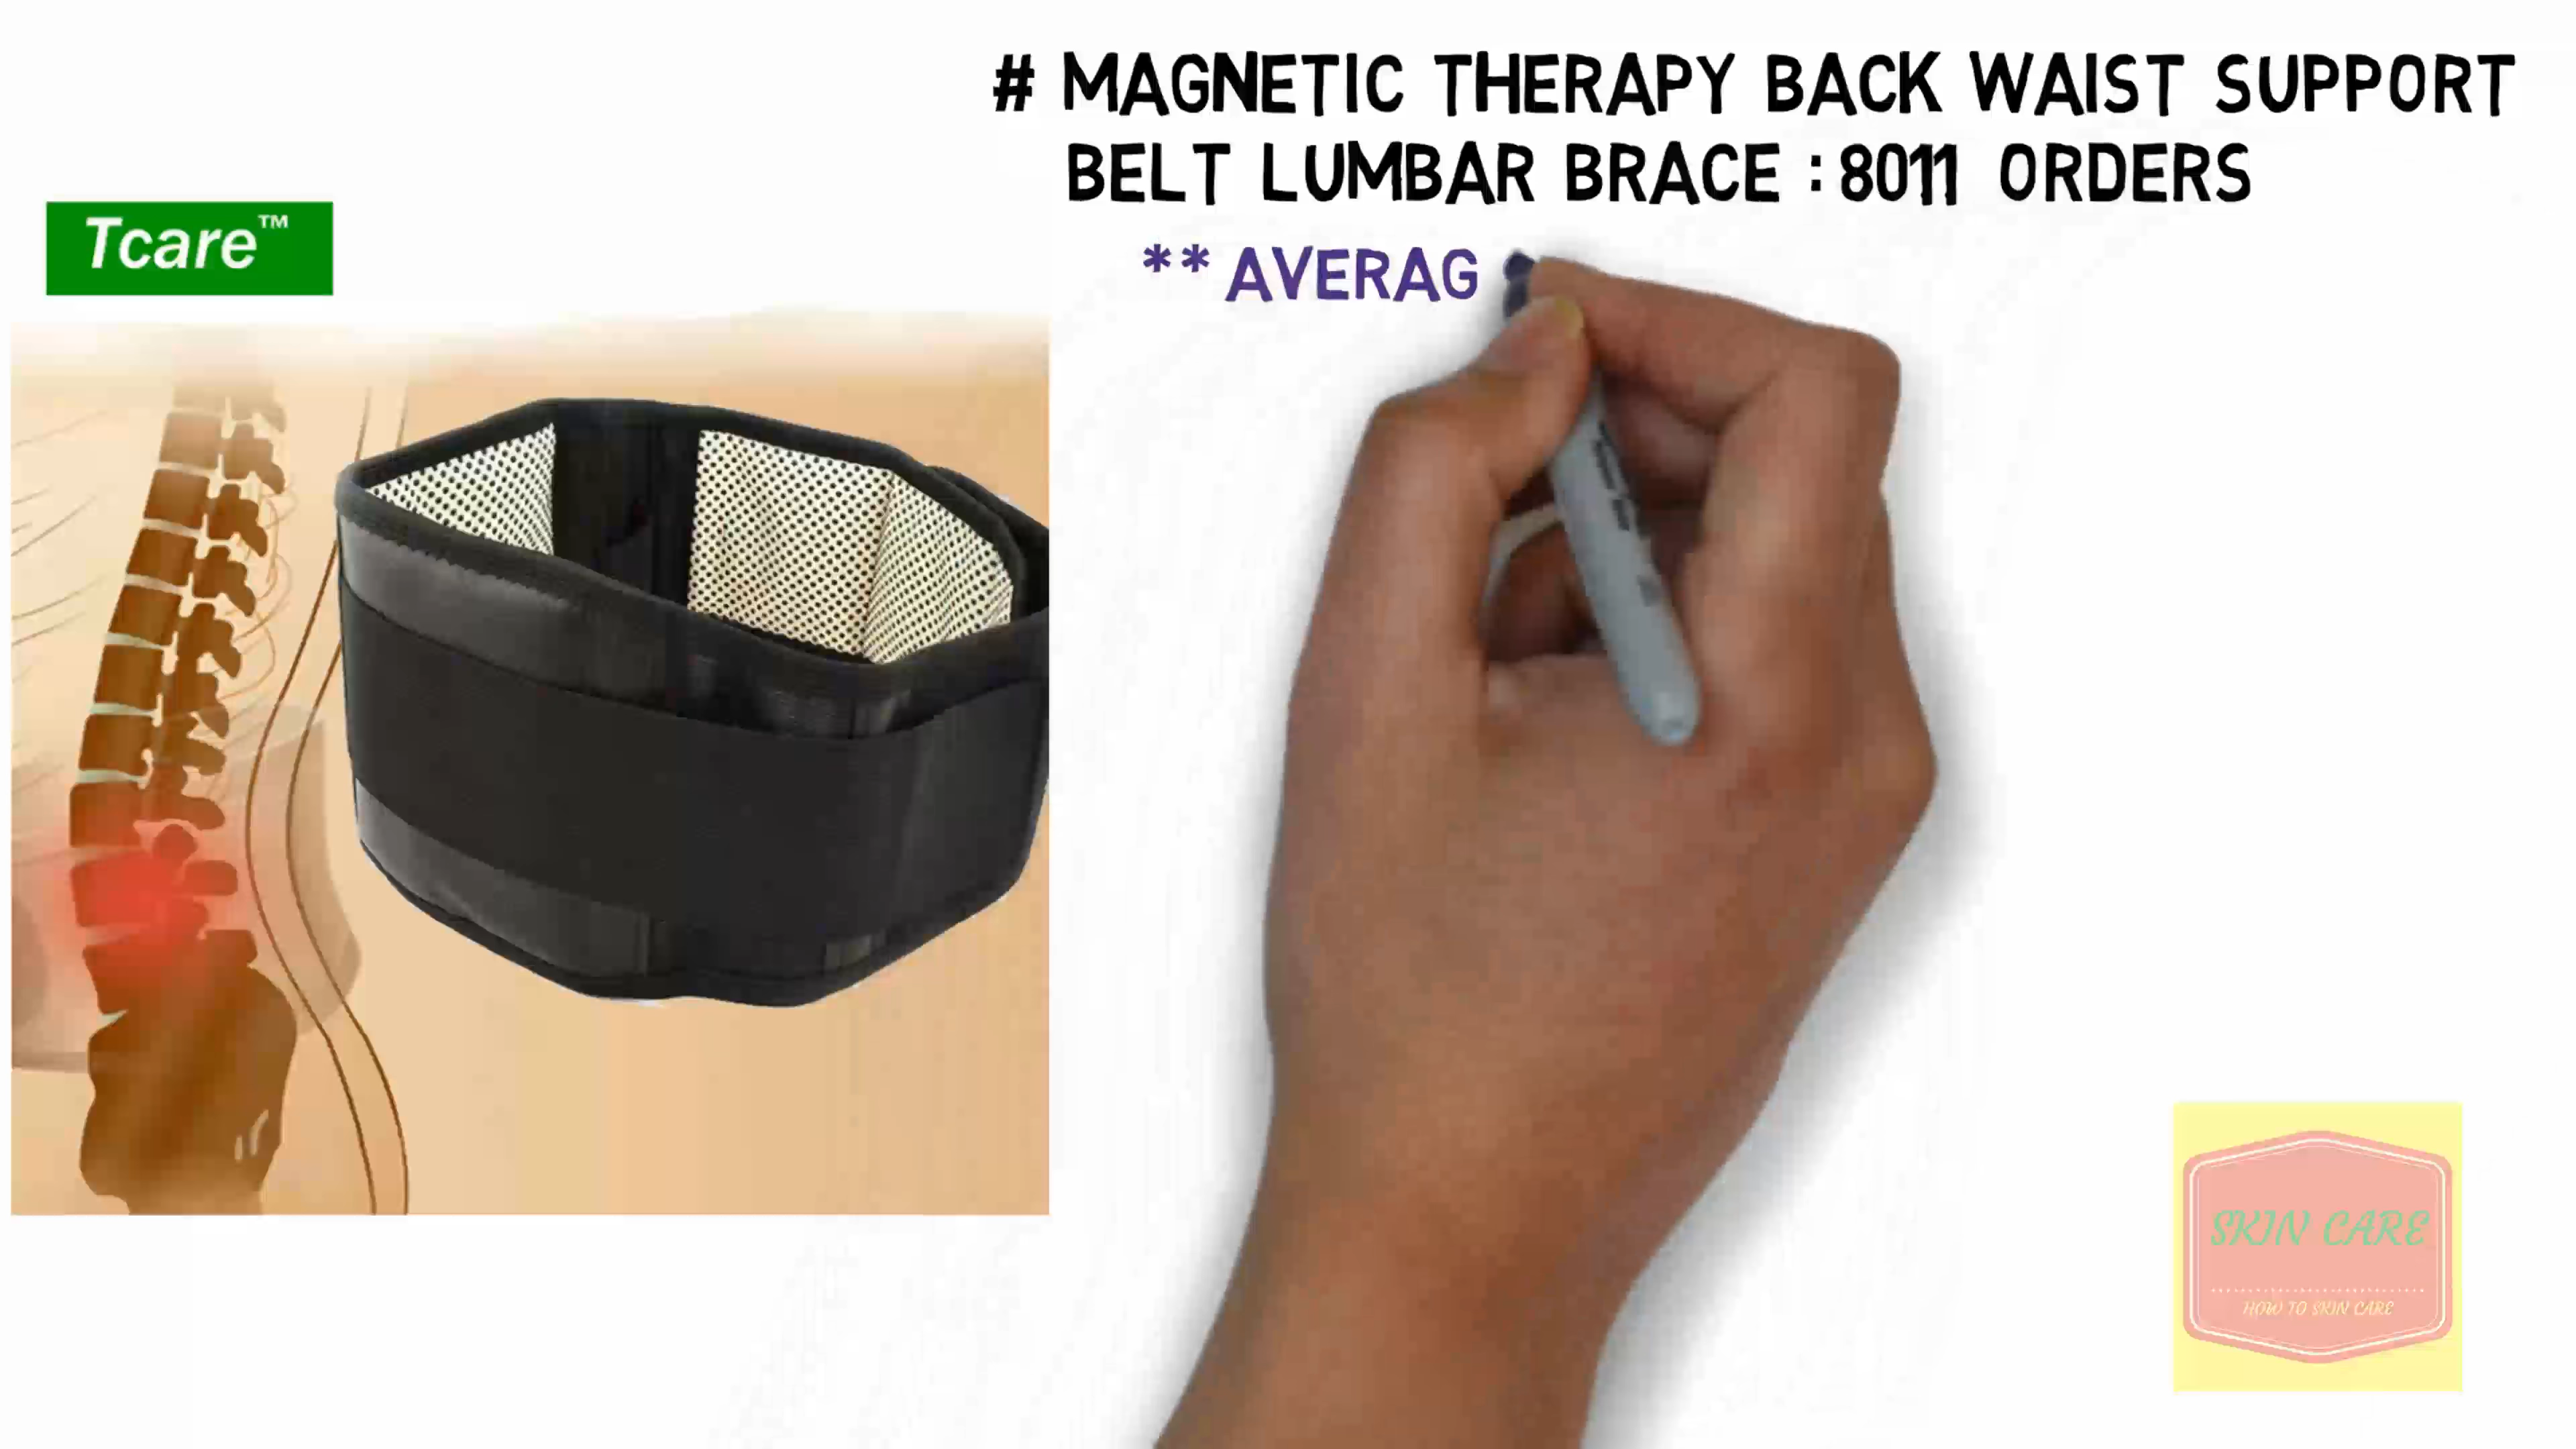 # MAGNETIC THERAPY BACK WAIST SUPPORT
BELT LUMBAR BRACE : 8011 ORDERS
** AVERAG
Tcare™
SKIN CARE
HOW TO SKIN CARE